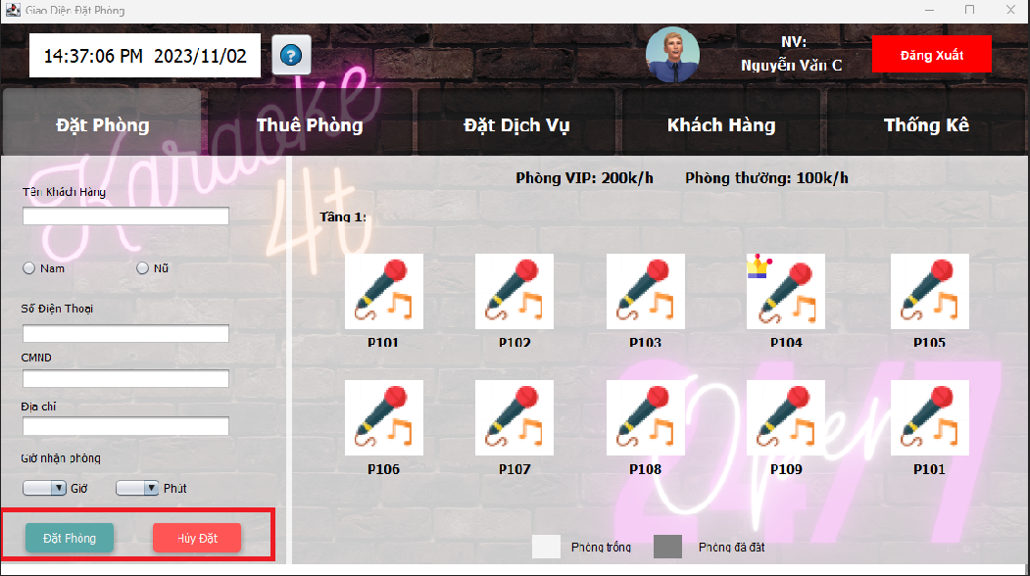 Giao Diện Đặt Phòng
14:37:06 PM 2023/11/02
?
NV:
Nguyễn Văn C
Đăng Xuất
Đặt Phòng
Thuê Phòng
Đặt Dịch Vụ
Khách Hàng
Thống Kê
Karaoke
4t
Tên Khách Hàng
Nam
Nữ
Số Điện Thoại
CMND
Địa chỉ
Giờ nhận phòng
Giờ
Phút
Đặt Phòng
Hủy Đặt
Phòng VIP: 200k/h
Phòng thường: 100k/h
Tầng 1:
P101
P102
P103
P104
P105
P106
P107
P108
P109
P101
24/7
Open
Phòng trống
Phòng đã đặt